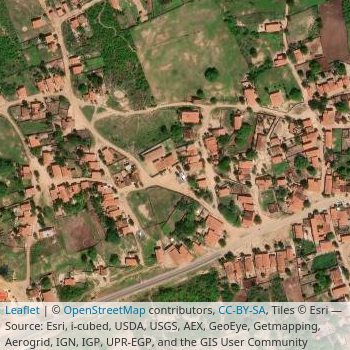 Leaflet | © OpenStreetMap contributors, CC-BY-SA, Tiles © Esri —
Source: Esri, i-cubed, USDA, USGS, AEX, GeoEye, Getmapping,
Aerogrid, IGN, IGP, UPR-EGP, and the GIS User Community